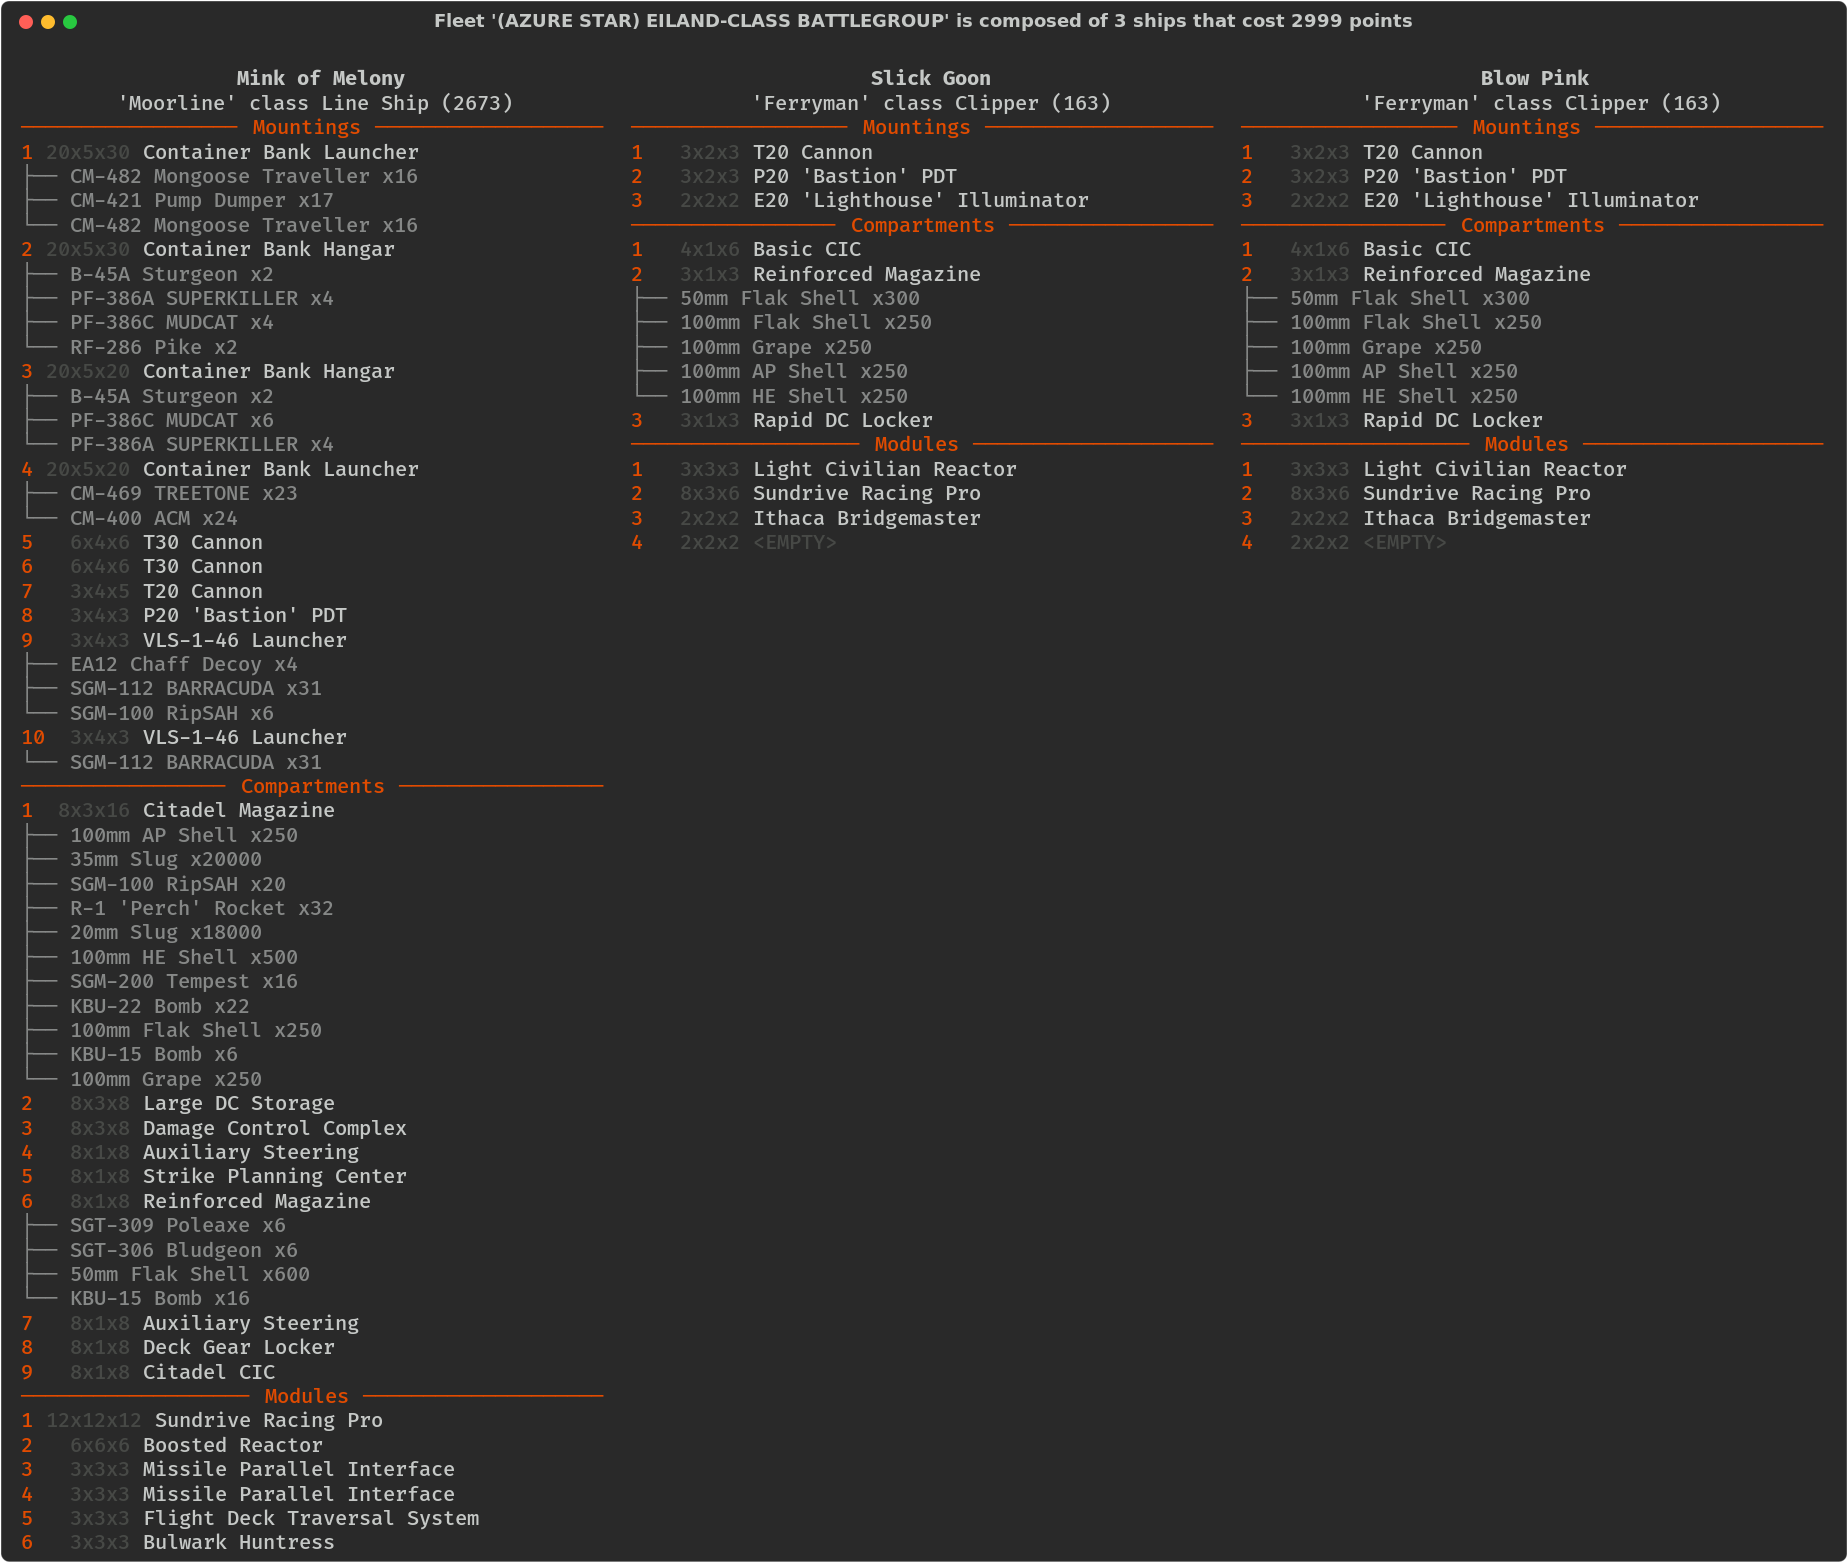 Fleet '(AZURE STAR) EILAND-CLASS BATTLEGROUP' is composed of 3 ships that cost 2999 points
Mink of Melony
'Moorline' class Line Ship (2673)
Mountings
1 20x5x30 Container Bank Launcher
CM-482 Mongoose Traveller x16
CM-421 Pump Dumper x17
CM-482 Mongoose Traveller x16
2 20x5x30 Container Bank Hangar
B-45A Sturgeon x2
PF-386A SUPERKILLER x4
PF-386C MUDCAT x4
RF-286 Pike x2
3 20x5x20 Container Bank Hangar
B-45A Sturgeon x2
PF-386C MUDCAT x6
PF-386A SUPERKILLER x4
4 20x5x20 Container Bank Launcher
CM-469 TREETONE x23
CM-400 ACM x24
5 6x4x6 T30 Cannon
6 6x4x6 T30 Cannon
7 3x4x5 T20 Cannon
8 3x4x3 P20 'Bastion' PDT
9 3x4x3 VLS-1-46 Launcher
EA12 Chaff Decoy x4
SGM-112 BARRACUDA x31
SGM-100 RipSAH x6
10 3x4x3 VLS-1-46 Launcher
SGM-112 BARRACUDA x31
Compartments
1 8x3x16 Citadel Magazine
100mm AP Shell x250
35mm Slug x20000
SGM-100 RipSAH x20
R-1 'Perch' Rocket x32
20mm Slug x18000
100mm HE Shell x500
SGM-200 Tempest x16
KBU-22 Bomb x22
100mm Flak Shell x250
KBU-15 Bomb x6
100mm Grape x250
2 8x3x8 Large DC Storage
3 8x3x8 Damage Control Complex
4 8x1x8 Auxiliary Steering
5 8x1x8 Strike Planning Center
6 8x1x8 Reinforced Magazine
SGT-309 Poleaxe x6
SGT-306 Bludgeon x6
50mm Flak Shell x600
KBU-15 Bomb x16
7 8x1x8 Auxiliary Steering
8 8x1x8 Deck Gear Locker
9 8x1x8 Citadel CIC
Modules
1 12x12x12 Sundrive Racing Pro
2 6x6x6 Boosted Reactor
3 3x3x3 Missile Parallel Interface
4 3x3x3 Missile Parallel Interface
5 3x3x3 Flight Deck Traversal System
6 3x3x3 Bulwark Huntress
Slick Goon
'Ferryman' class Clipper (163)
Mountings
1 3x2x3 T20 Cannon
2 3x2x3 P20 'Bastion' PDT
3 2x2x2 E20 'Lighthouse' Illuminator
Compartments
1 4x1x6 Basic CIC
2 3x1x3 Reinforced Magazine
50mm Flak Shell x300
100mm Flak Shell x250
100mm Grape x250
100mm AP Shell x250
100mm HE Shell x250
3 3x1x3 Rapid DC Locker
Modules
1 3x3x3 Light Civilian Reactor
2 8x3x6 Sundrive Racing Pro
3 2x2x2 Ithaca Bridgemaster
4 2x2x2 <EMPTY>
Blow Pink
'Ferryman' class Clipper (163)
Mountings
1 3x2x3 T20 Cannon
2 3x2x3 P20 'Bastion' PDT
3 2x2x2 E20 'Lighthouse' Illuminator
Compartments
1 4x1x6 Basic CIC
2 3x1x3 Reinforced Magazine
50mm Flak Shell x300
100mm Flak Shell x250
100mm Grape x250
100mm AP Shell x250
100mm HE Shell x250
3 3x1x3 Rapid DC Locker
Modules
1 3x3x3 Light Civilian Reactor
2 8x3x6 Sundrive Racing Pro
3 2x2x2 Ithaca Bridgemaster
4 2x2x2 <EMPTY>